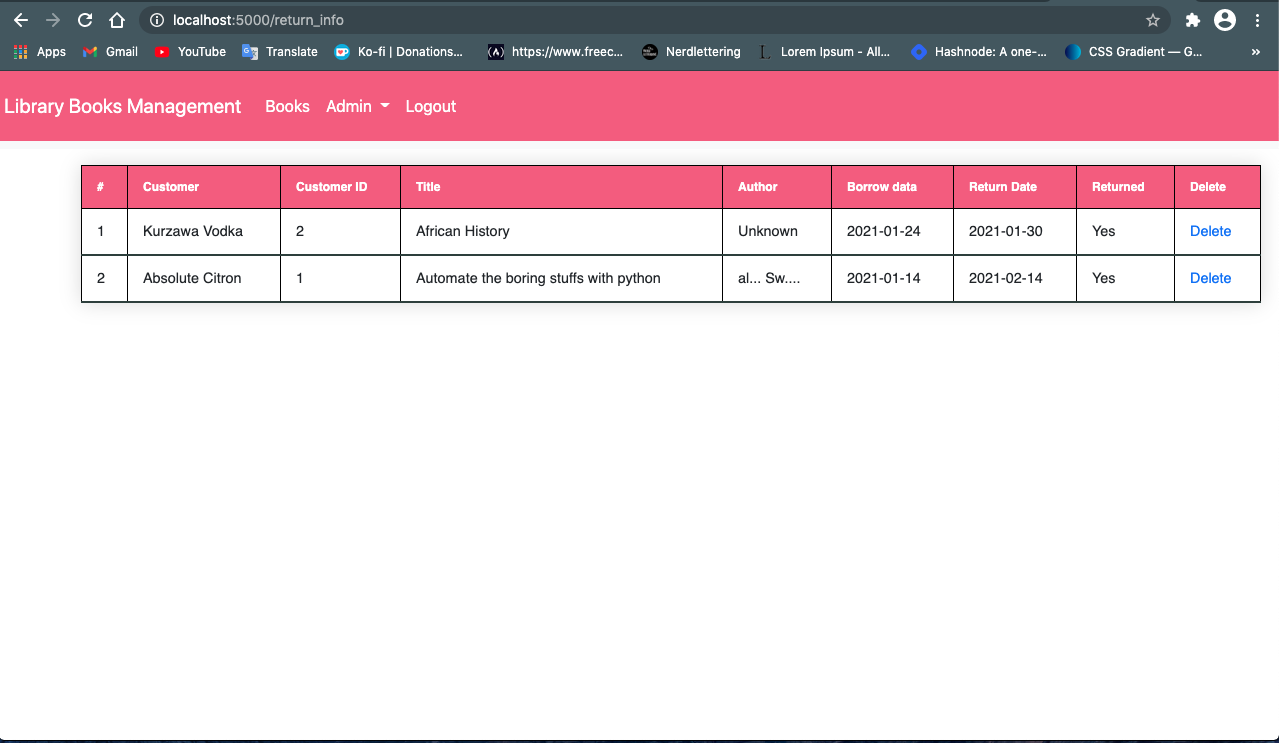 localhost:5000/return_info
Apps Gmail YouTube Translate Ko-fi | Donations... https://www.freec... Nerdlettering Lorem Ipsum - All... Hashnode: A one-... CSS Gradient — G... »
Library Books Management Books Admin Logout
# Customer Customer ID Title Author Borrow data Return Date Returned Delete
1 Kurzawa Vodka 2 African History Unknown 2021-01-24 2021-01-30 Yes Delete
2 Absolute Citron 1 Automate the boring stuffs with python al... Sw.... 2021-01-14 2021-02-14 Yes Delete